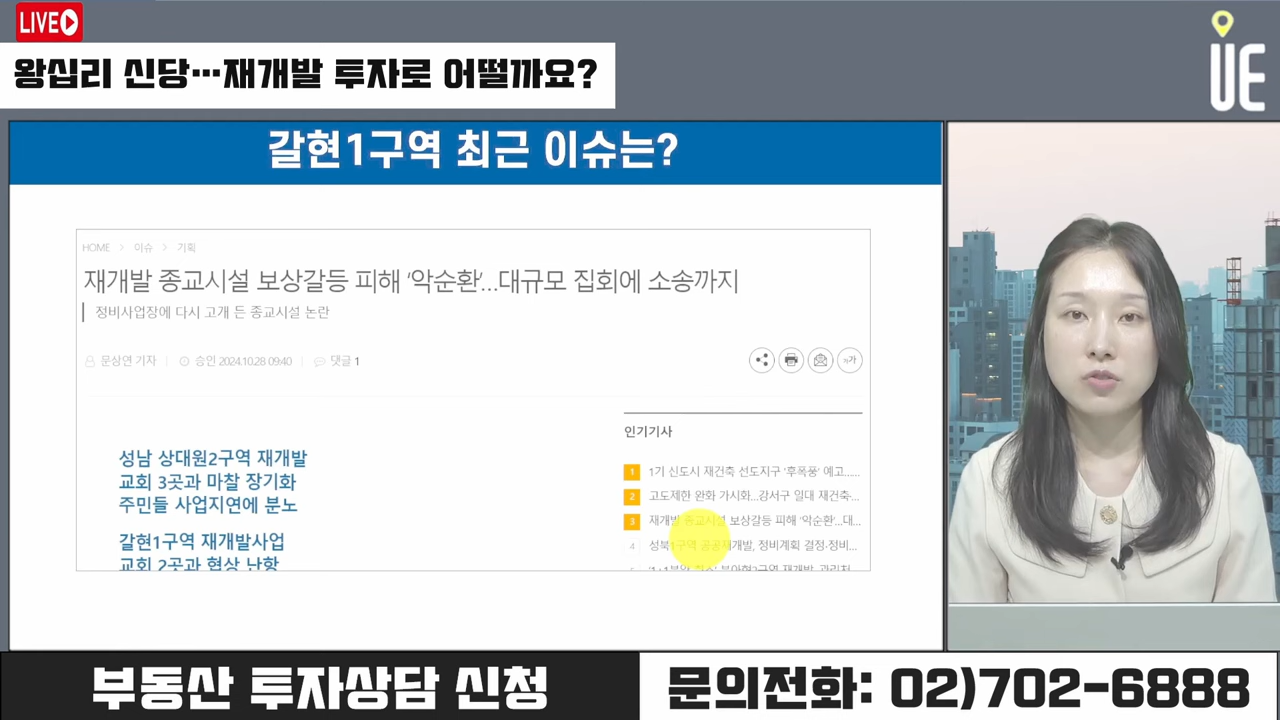 LIVE
왕십리 신당…재개발 투자로 어떨까요?
UE
갈현1구역 최근 이슈는?
HOME > 이슈 > 기획
재개발 종교시설 보상갈등 피해 ‘악순환’…대규모 집회에 소송까지
정비사업장에 다시 고개 든 종교시설 논란
문상연 기자 | 승인 2024.10.28 09:40 | 댓글 1
가가
인기기사
성남 상대원2구역 재개발
교회 3곳과 마찰 장기화
주민들 사업지연에 분노
갈현1구역 재개발사업
교회 2곳과 협상 난항
1 1기 신도시 재건축 선도지구 ‘후폭풍’ 예고……
2 고도제한 완화 가시화…강서구 일대 재건축·…
3 재개발 종교시설 보상갈등 피해 ‘악순환’…대…
4 성북1구역 공공재개발, 정비계획 결정·정비…
부동산 투자상담 신청
문의전화: 02)702-6888